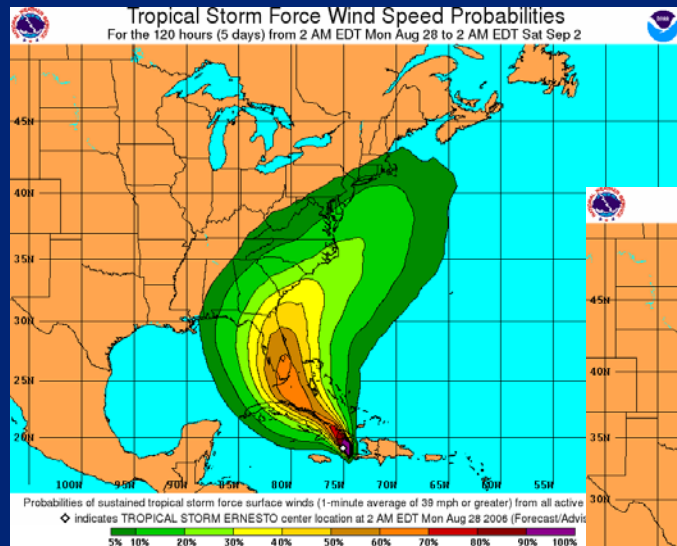 Tropical Storm Force Wind Speed Probabilities
For the 120 hours (5 days) from 2 AM EDT Mon Aug 28 to 2 AM EDT Sat Sep 2
45N
40N
35N
30N
25N
20N
100W 95W 90W 85W 80W 75W 70W 65W 60W 55W
45N
40N
35N
30N
Probabilities of sustained tropical storm force surface winds (1-minute average of 39 mph or greater) from all active
indicates TROPICAL STORM ERNESTO center location at 2 AM EDT Mon Aug 28 2006 (Forecast/Advis
5% 10% 20% 30% 40% 50% 60% 70% 80% 90% 100%